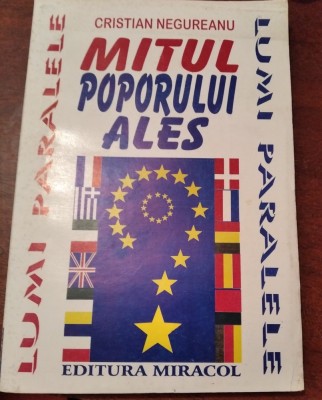 CRISTIAN NEGUREANU
MITUL
POPORULUI
ALES
LUMI PARALELE
LUMI PARALELE
EDITURA MIRACOL